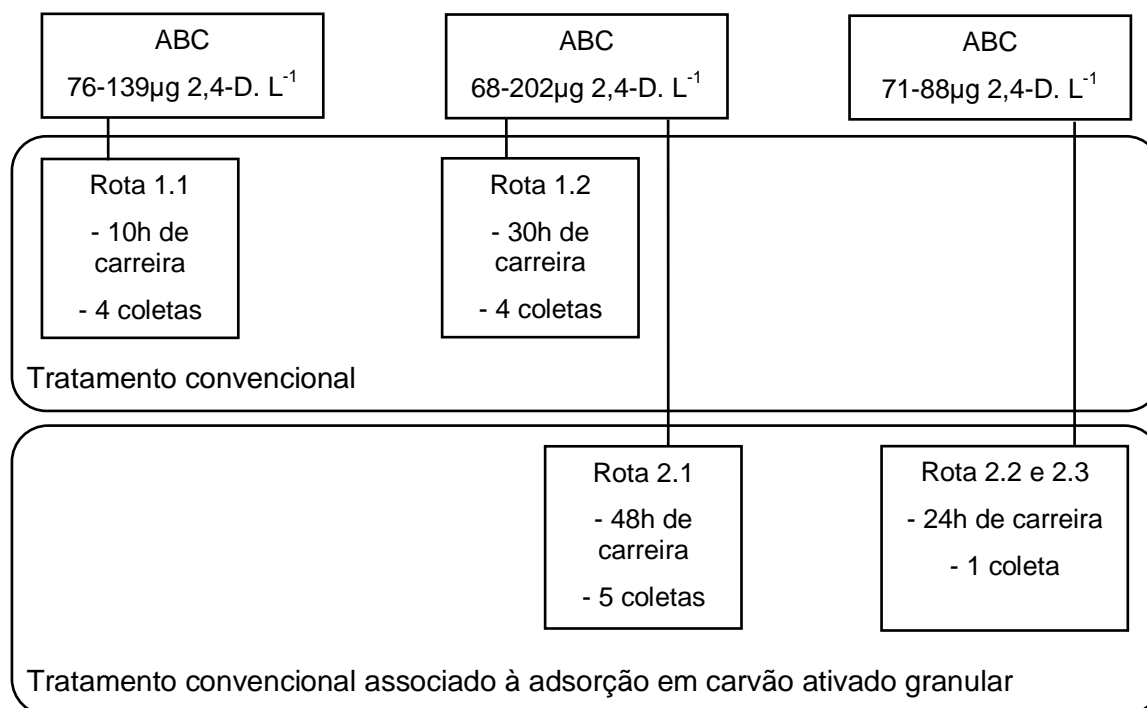 ABC
76-139µg 2,4-D. L⁻¹
ABC
68-202µg 2,4-D. L⁻¹
ABC
71-88µg 2,4-D. L⁻¹
Rota 1.1
- 10h de
carreira
- 4 coletas
Rota 1.2
- 30h de
carreira
- 4 coletas
Tratamento convencional
Rota 2.1
- 48h de
carreira
- 5 coletas
Rota 2.2 e 2.3
- 24h de carreira
- 1 coleta
Tratamento convencional associado à adsorção em carvão ativado granular